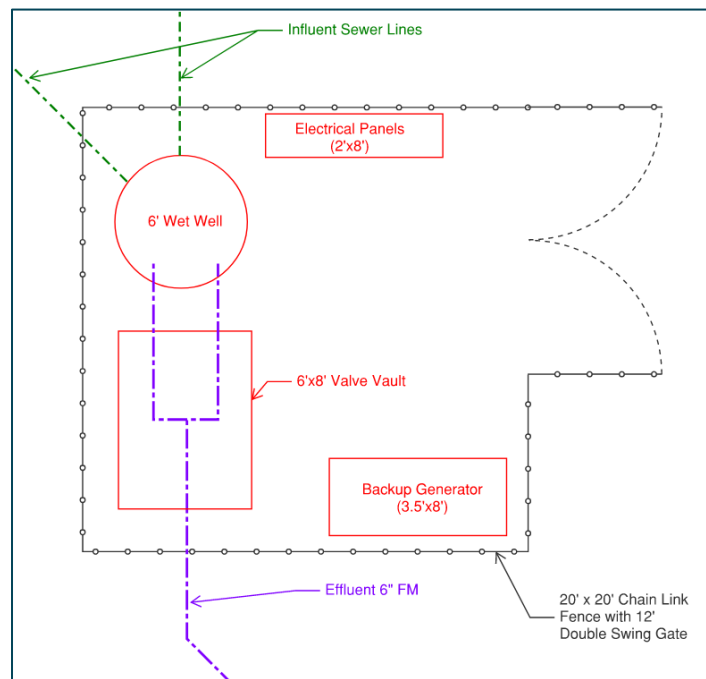 Influent Sewer Lines
Electrical Panels
(2'x8')
6' Wet Well
6'x8' Valve Vault
Backup Generator
(3.5'x8')
Effluent 6" FM
20' x 20' Chain Link
Fence with 12'
Double Swing Gate